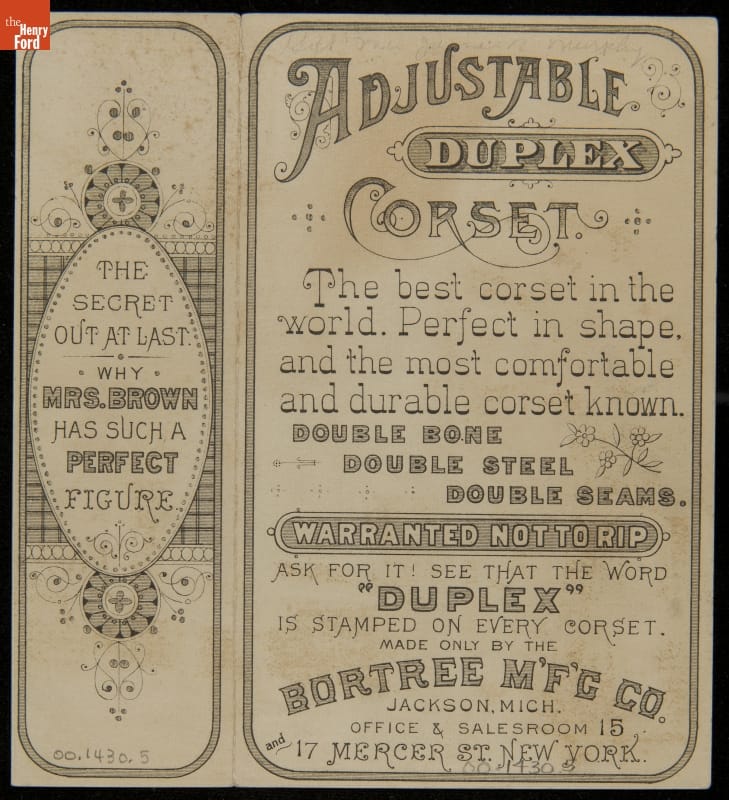 the
Henry
Ford
THE
SECRET
OUT AT LAST.
WHY
MRS. BROWN
HAS SUCH A
PERFECT
FIGURE.
00.1430.5
ADJUSTABLE
DUPLEX
CORSET.
The best corset in the
world. Perfect in shape,
and the most comfortable
and durable corset known.
DOUBLE BONE
DOUBLE STEEL
DOUBLE SEAMS.
WARRANTED NOT TO RIP
ASK FOR IT! SEE THAT THE WORD
"DUPLEX"
IS STAMPED ON EVERY CORSET.
MADE ONLY BY THE
BORTREE M'F'G CO.
JACKSON, MICH.
OFFICE & SALESROOM 15
and 17 MERCER ST. NEW YORK.
00.1430.5